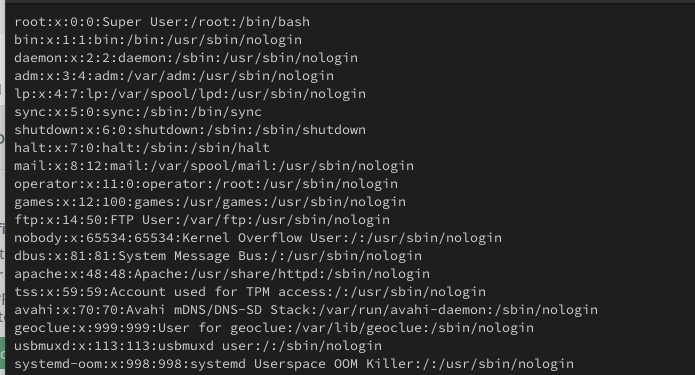 root:x:0:0:Super User:/root:/bin/bash
bin:x:1:1:bin:/bin:/usr/sbin/nologin
daemon:x:2:2:daemon:/sbin:/usr/sbin/nologin
adm:x:3:4:adm:/var/adm:/usr/sbin/nologin
lp:x:4:7:lp:/var/spool/lpd:/usr/sbin/nologin
sync:x:5:0:sync:/sbin:/bin/sync
shutdown:x:6:0:shutdown:/sbin:/sbin/shutdown
halt:x:7:0:halt:/sbin:/sbin/halt
mail:x:8:12:mail:/var/spool/mail:/usr/sbin/nologin
operator:x:11:0:operator:/root:/usr/sbin/nologin
games:x:12:100:games:/usr/games:/usr/sbin/nologin
ftp:x:14:50:FTP User:/var/ftp:/usr/sbin/nologin
nobody:x:65534:65534:Kernel Overflow User:/:/usr/sbin/nologin
dbus:x:81:81:System Message Bus:/:/usr/sbin/nologin
apache:x:48:48:Apache:/usr/share/httpd:/sbin/nologin
tss:x:59:59:Account used for TPM access:/:/usr/sbin/nologin
avahi:x:70:70:Avahi mDNS/DNS-SD Stack:/var/run/avahi-daemon:/sbin/nologin
geoclue:x:999:999:User for geoclue:/var/lib/geoclue:/sbin/nologin
usbmuxd:x:113:113:usbmuxd user:/:/sbin/nologin
systemd-oom:x:998:998:systemd Userspace OOM Killer:/:/usr/sbin/nologin